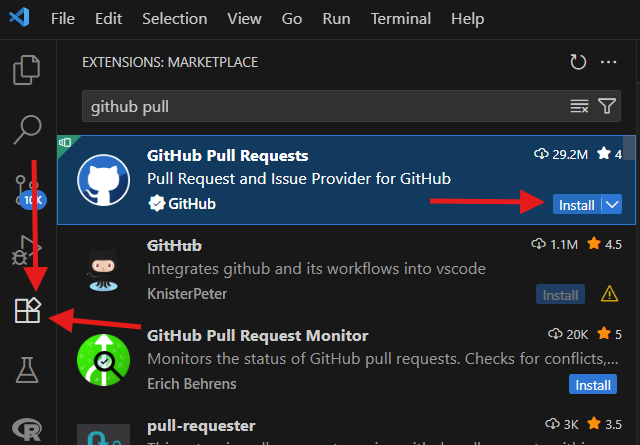 File Edit Selection View Go Run Terminal Help
EXTENSIONS: MARKETPLACE
github pull
GitHub Pull Requests 29.2M 4
Pull Request and Issue Provider for GitHub
GitHub Install
10K
GitHub 1.1M 4.5
Integrates github and its workflows into vscode
KnisterPeter Install
GitHub Pull Request Monitor 20K 5
Monitors the status of GitHub pull requests. Checks for conflicts,...
Erich Behrens Install
R
pull-requester 3K 3.5